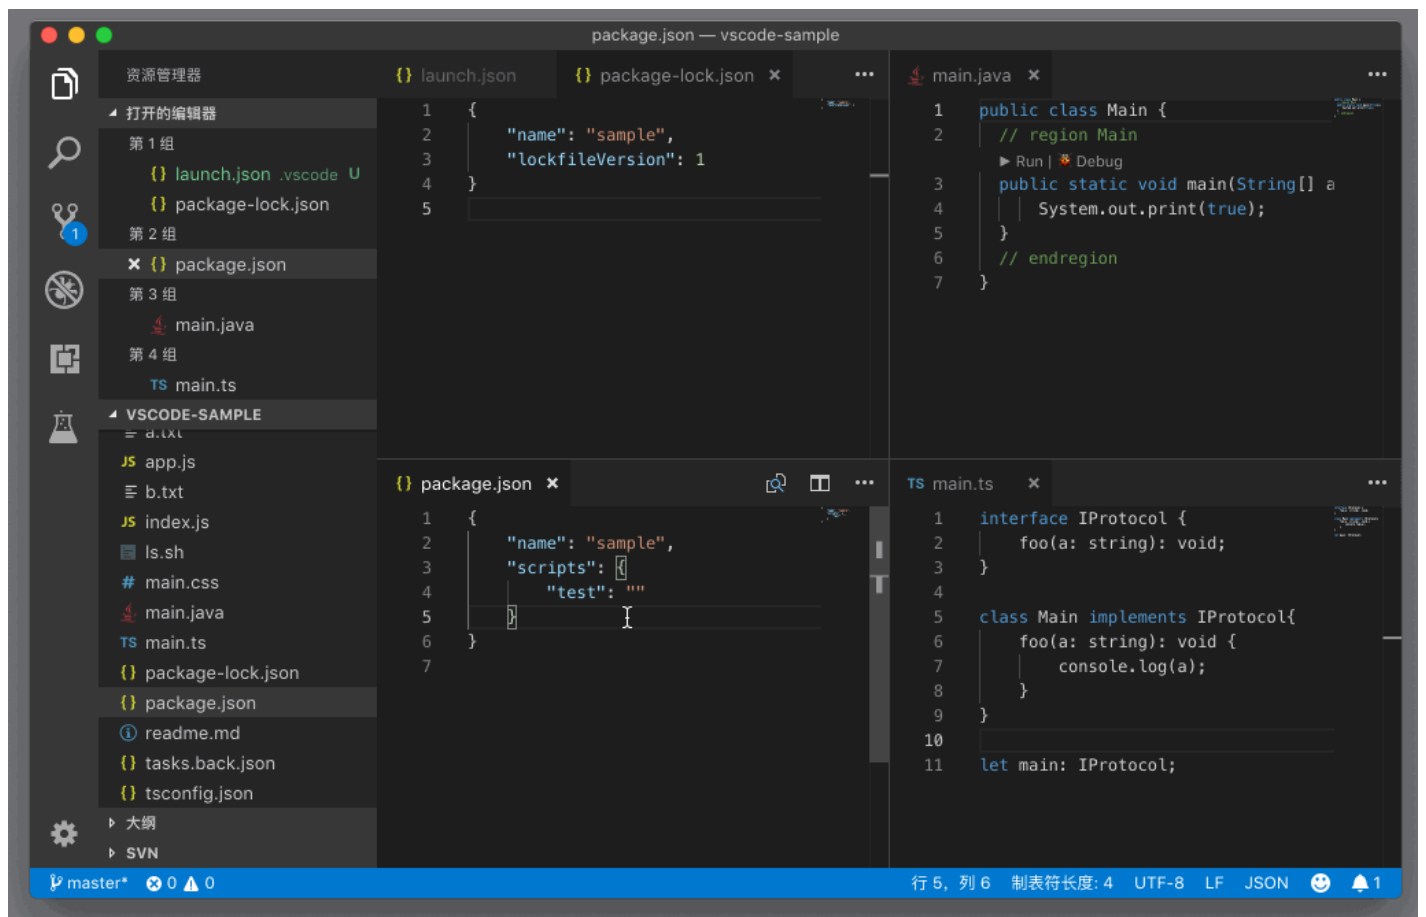 package.json — vscode-sample
资源管理器
打开的编辑器
第 1 组
{} launch.json .vscode U
{} package-lock.json
第 2 组
× {} package.json
第 3 组
main.java
第 4 组
TS main.ts
VSCODE-SAMPLE
a.txt
JS app.js
b.txt
JS index.js
ls.sh
# main.css
main.java
TS main.ts
{} package-lock.json
{} package.json
readme.md
{} tasks.back.json
{} tsconfig.json
大纲
SVN
1
{} launch.json
{} package-lock.json ×
1 {
2 "name": "sample",
3 "lockfileVersion": 1
4 }
5
main.java ×
1 public class Main {
2 // region Main
Run | Debug
3 public static void main(String[] a
4 System.out.print(true);
5 }
6 // endregion
7 }
{} package.json ×
1 {
2 "name": "sample",
3 "scripts": {
4 "test": ""
5 }
6 }
7
TS main.ts ×
1 interface IProtocol {
2 foo(a: string): void;
3 }
4
5 class Main implements IProtocol{
6 foo(a: string): void {
7 console.log(a);
8 }
9 }
10
11 let main: IProtocol;
master* 0 0
行 5，列 6 制表符长度: 4 UTF-8 LF JSON 1